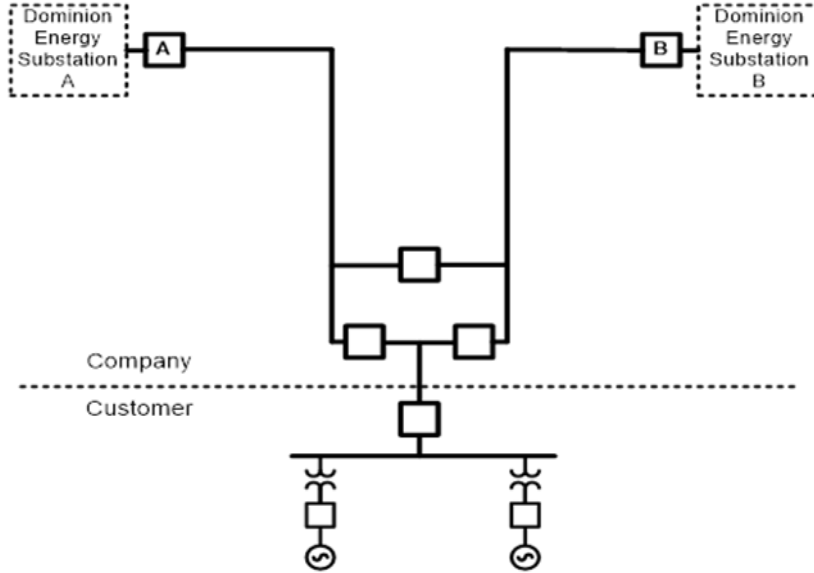 Dominion
Energy
Substation
A
A
B
Dominion
Energy
Substation
B
Company
Customer